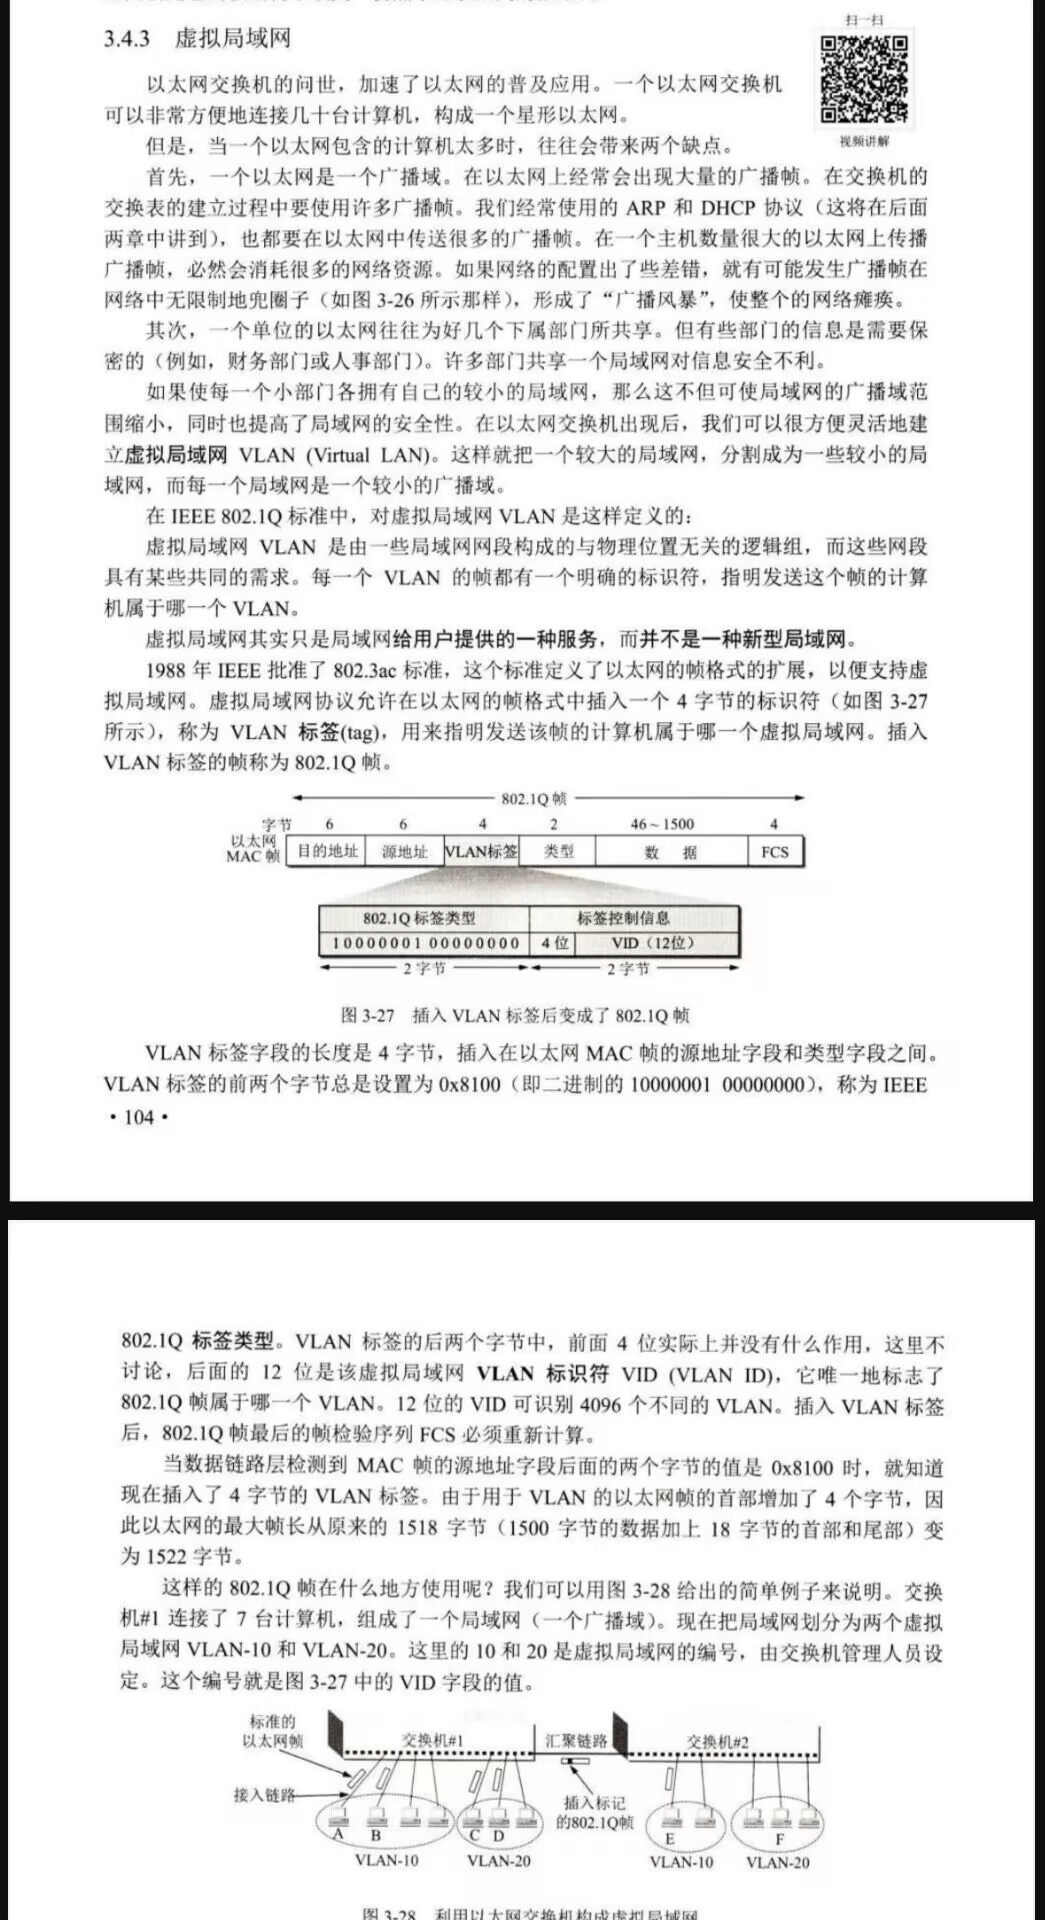 扫一扫
3.4.3 虚拟局域网
视频讲解
以太网交换机的问世，加速了以太网的普及应用。一个以太网交换机
可以非常方便地连接几十台计算机，构成一个星形以太网。
但是，当一个以太网包含的计算机太多时，往往会带来两个缺点。
首先，一个以太网是一个广播域。在以太网上经常会出现大量的广播帧。在交换机的
交换表的建立过程中要使用许多广播帧。我们经常使用的 ARP 和 DHCP 协议（这将在后面
两章中讲到），也都要在以太网中传送很多的广播帧。在一个主机数量很大的以太网上传播
广播帧，必然会消耗很多的网络资源。如果网络的配置出了些差错，就有可能发生广播帧在
网络中无限制地兜圈子（如图 3-26 所示那样），形成了“广播风暴”，使整个的网络瘫痪。
其次，一个单位的以太网往往为好几个下属部门所共享。但有些部门的信息是需要保
密的（例如，财务部门或人事部门）。许多部门共享一个局域网对信息安全不利。
如果使每一个小部门各拥有自己的较小的局域网，那么这不但可使局域网的广播域范
围缩小，同时也提高了局域网的安全性。在以太网交换机出现后，我们可以很方便灵活地建
立虚拟局域网 VLAN (Virtual LAN)。这样就把一个较大的局域网，分割成为一些较小的局
域网，而每一个局域网是一个较小的广播域。
在 IEEE 802.1Q 标准中，对虚拟局域网 VLAN 是这样定义的：
虚拟局域网 VLAN 是由一些局域网网段构成的与物理位置无关的逻辑组，而这些网段
具有某些共同的需求。每一个 VLAN 的帧都有一个明确的标识符，指明发送这个帧的计算
机属于哪一个 VLAN。
虚拟局域网其实只是局域网给用户提供的一种服务，而并不是一种新型局域网。
1988 年 IEEE 批准了 802.3ac 标准，这个标准定义了以太网的帧格式的扩展，以便支持虚
拟局域网。虚拟局域网协议允许在以太网的帧格式中插入一个 4 字节的标识符（如图 3-27
所示），称为 VLAN 标签(tag)，用来指明发送该帧的计算机属于哪一个虚拟局域网。插入
VLAN 标签的帧称为 802.1Q 帧。
802.1Q 帧
字节 6 6 4 2 46 ~ 1500 4
以太网
MAC 帧 目的地址 源地址 VLAN标签 类型 数 据 FCS
802.1Q 标签类型 标签控制信息
1 0 0 0 0 0 0 1 0 0 0 0 0 0 0 0 4 位 VID（12位）
2 字节 2 字节
图 3-27 插入 VLAN 标签后变成了 802.1Q 帧
VLAN 标签字段的长度是 4 字节，插入在以太网 MAC 帧的源地址字段和类型字段之间。
VLAN 标签的前两个字节总是设置为 0x8100（即二进制的 10000001 00000000），称为 IEEE
• 104 •
802.1Q 标签类型。VLAN 标签的后两个字节中，前面 4 位实际上并没有什么作用，这里不
讨论，后面的 12 位是该虚拟局域网 VLAN 标识符 VID (VLAN ID)，它唯一地标志了
802.1Q 帧属于哪一个 VLAN。12 位的 VID 可识别 4096 个不同的 VLAN。插入 VLAN 标签
后，802.1Q 帧最后的帧检验序列 FCS 必须重新计算。
当数据链路层检测到 MAC 帧的源地址字段后面的两个字节的值是 0x8100 时，就知道
现在插入了 4 字节的 VLAN 标签。由于用于 VLAN 的以太网帧的首部增加了 4 个字节，因
此以太网的最大帧长从原来的 1518 字节（1500 字节的数据加上 18 字节的首部和尾部）变
为 1522 字节。
这样的 802.1Q 帧在什么地方使用呢？我们可以用图 3-28 给出的简单例子来说明。交换
机#1 连接了 7 台计算机，组成了一个局域网（一个广播域）。现在把局域网划分为两个虚拟
局域网 VLAN-10 和 VLAN-20。这里的 10 和 20 是虚拟局域网的编号，由交换机管理人员设
定。这个编号就是图 3-27 中的 VID 字段的值。
标准的
以太网帧
交换机#1
汇聚链路
交换机#2
接入链路
插入标记
的802.1Q帧
A B C D E F
VLAN-10 VLAN-20 VLAN-10 VLAN-20
图 3-28 利用以太网交换机构成虚拟局域网